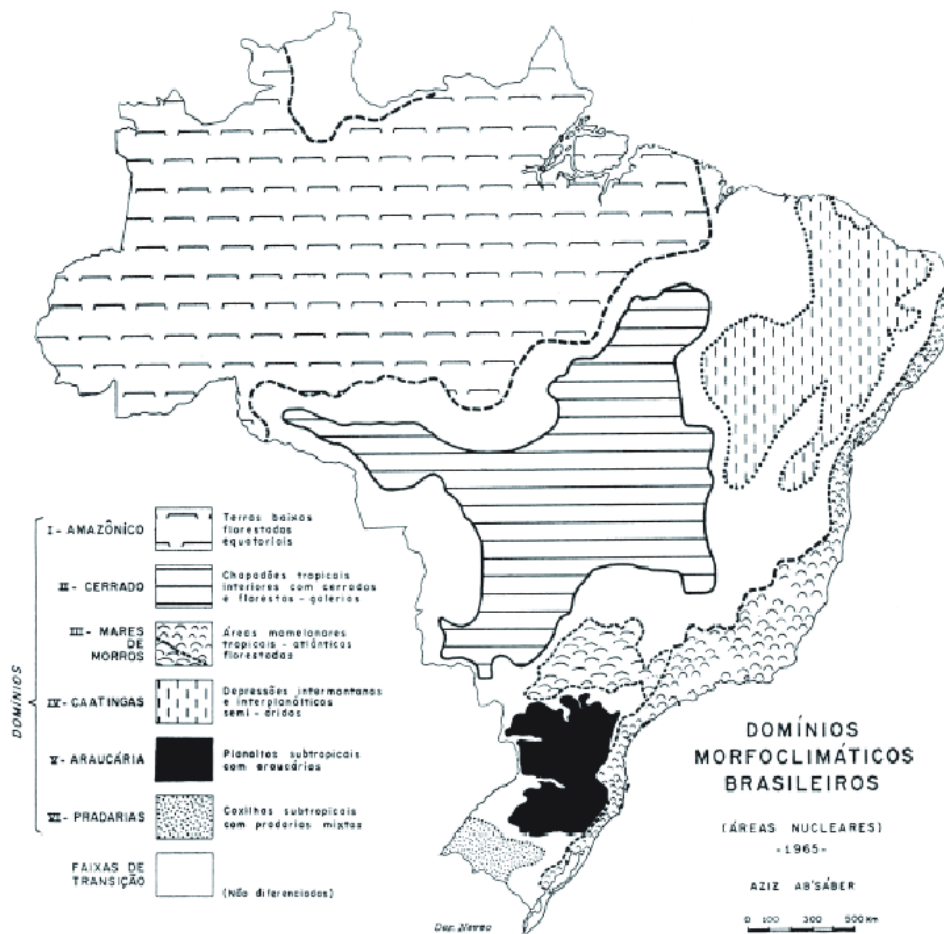 DOMÍNIOS
I - AMAZÔNICO
Terras baixas
florestadas
equatoriais
II - CERRADO
Chapadões tropicais
interiores com cerrados
e florestas - galerias
III - MARES
DE
MORROS
Áreas mamelonares
tropicais - atlânticas
florestadas
IV - CAATINGAS
Depressões intermontanas
e interplanálticas
semi - áridas
V - ARAUCÁRIA
Planaltos subtropicais
com araucárias
VI - PRADARIAS
Coxilhas subtropicais
com pradarias mixtas
FAIXAS DE
TRANSIÇÃO
(Não diferenciadas)
DOMÍNIOS
MORFOCLIMÁTICOS
BRASILEIROS
(ÁREAS NUCLEARES)
- 1965 -
AZIZ AB'SÁBER
0 100 300 500 Km